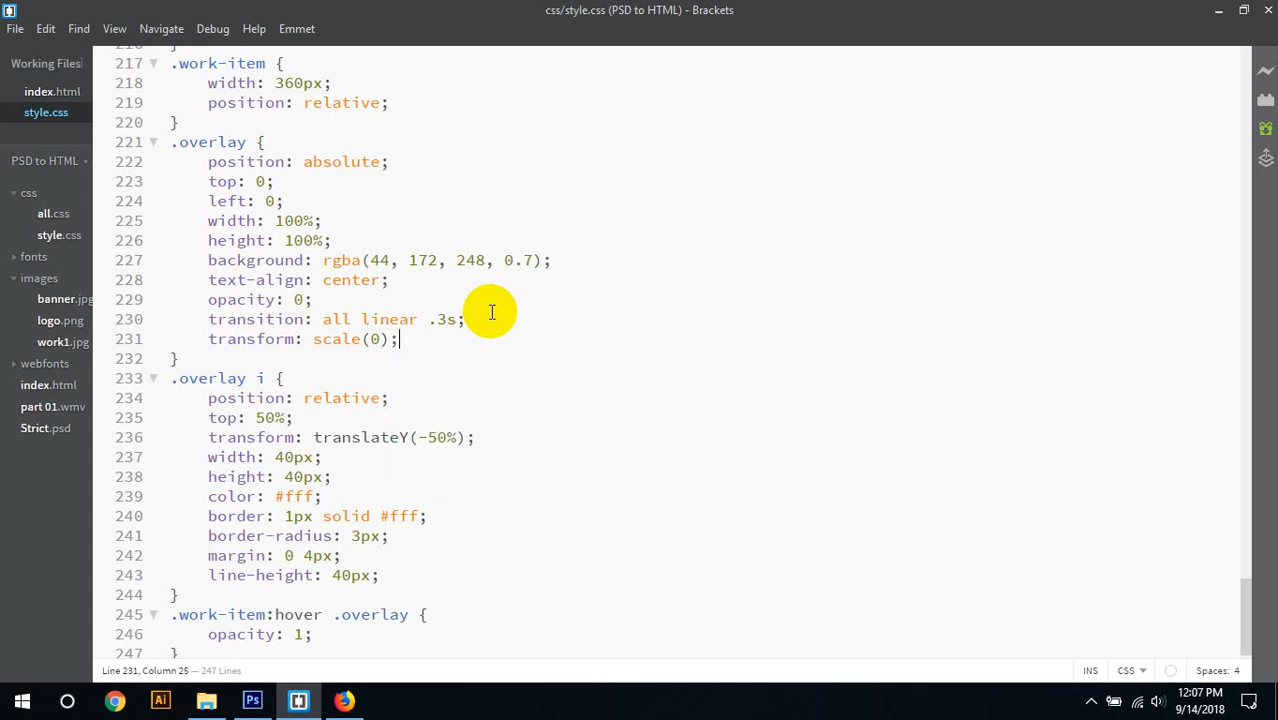 css/style.css (PSD to HTML) - Brackets
File Edit Find View Navigate Debug Help Emmet
Working Files
index.html
style.css
PSD to HTML
css
all.css
style.css
fonts
images
banner.jpg
logo.png
work1.jpg
webfonts
index.html
part 01.wmv
Strict.psd
216 }
217 .work-item {
218 width: 360px;
219 position: relative;
220 }
221 .overlay {
222 position: absolute;
223 top: 0;
224 left: 0;
225 width: 100%;
226 height: 100%;
227 background: rgba(44, 172, 248, 0.7);
228 text-align: center;
229 opacity: 0;
230 transition: all linear .3s;
231 transform: scale(0);
232 }
233 .overlay i {
234 position: relative;
235 top: 50%;
236 transform: translateY(-50%);
237 width: 40px;
238 height: 40px;
239 color: #fff;
240 border: 1px solid #fff;
241 border-radius: 3px;
242 margin: 0 4px;
243 line-height: 40px;
244 }
245 .work-item:hover .overlay {
246 opacity: 1;
247 }
Line 231, Column 25 — 247 Lines
INS CSS Spaces: 4
Ai Ps
12:07 PM
9/14/2018